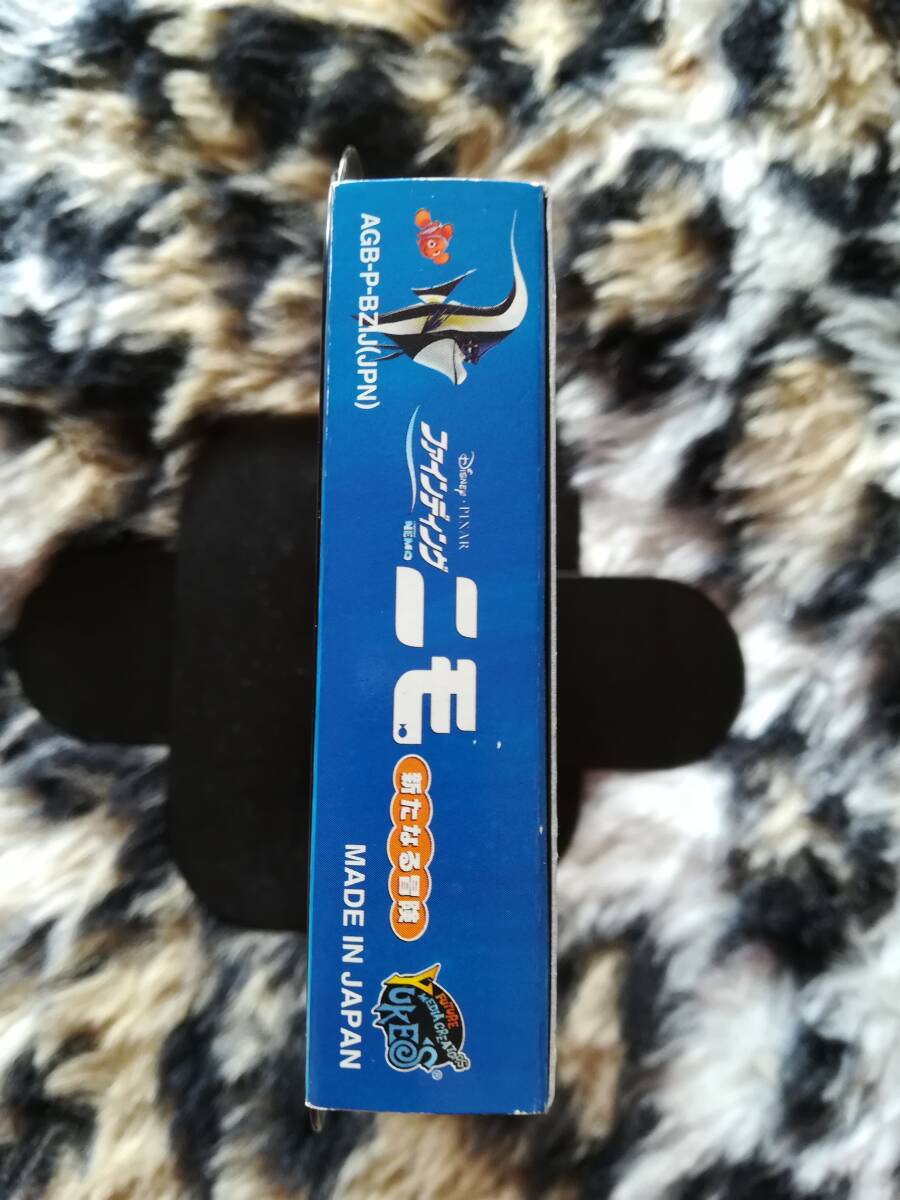 AGB-P-BZIJ(JPN)
DISNEY · PIXAR
ファインディング
NEMO
ニモ
新たなる冒険
MADE IN JAPAN
FUTURE
MEDIA CREATORS
YUKE'S®